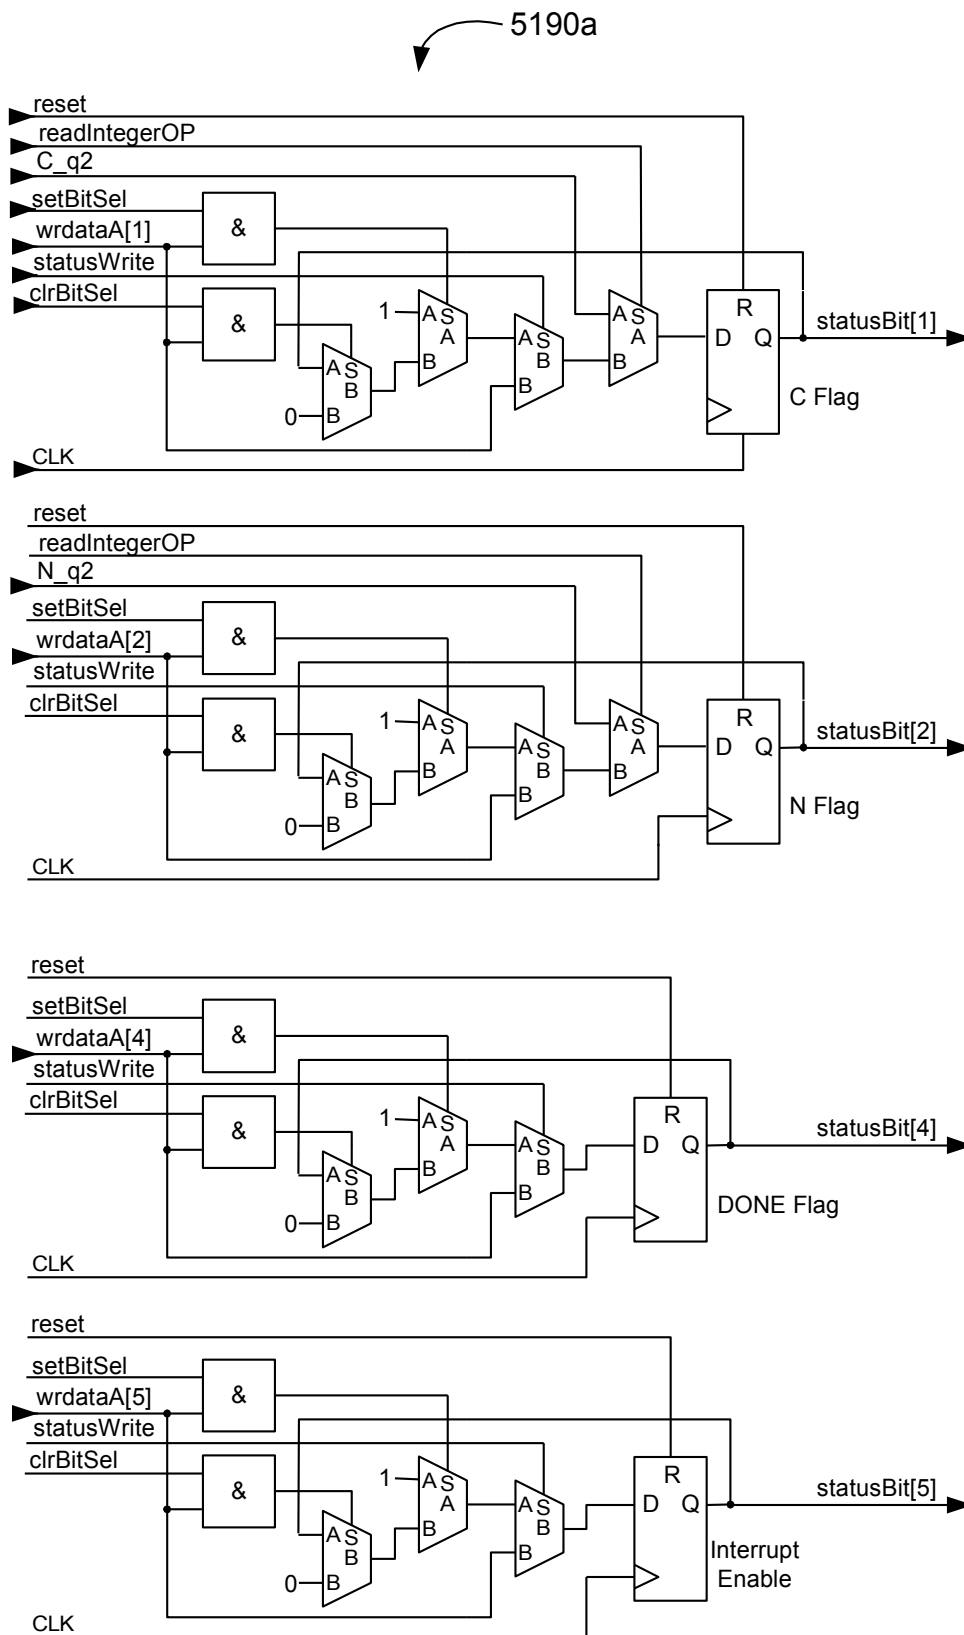 5190a
reset
readIntegerOP
C_q2
setBitSel
wrdataA[1]
statusWrite
clrBitSel
&
&
1
A S
A
B
A S
B
B
A S
B
B
0
A S
A
B
R
D Q
statusBit[1]
C Flag
CLK
reset
readIntegerOP
N_q2
setBitSel
wrdataA[2]
statusWrite
clrBitSel
&
&
1
A S
A
B
A S
B
B
A S
B
B
0
A S
A
B
R
D Q
statusBit[2]
N Flag
CLK
reset
setBitSel
wrdataA[4]
statusWrite
clrBitSel
&
&
1
A S
A
B
A S
B
B
A S
B
B
0
R
D Q
statusBit[4]
DONE Flag
CLK
reset
setBitSel
wrdataA[5]
statusWrite
clrBitSel
&
&
1
A S
A
B
A S
B
B
A S
B
B
0
R
D Q
statusBit[5]
Interrupt
Enable
CLK